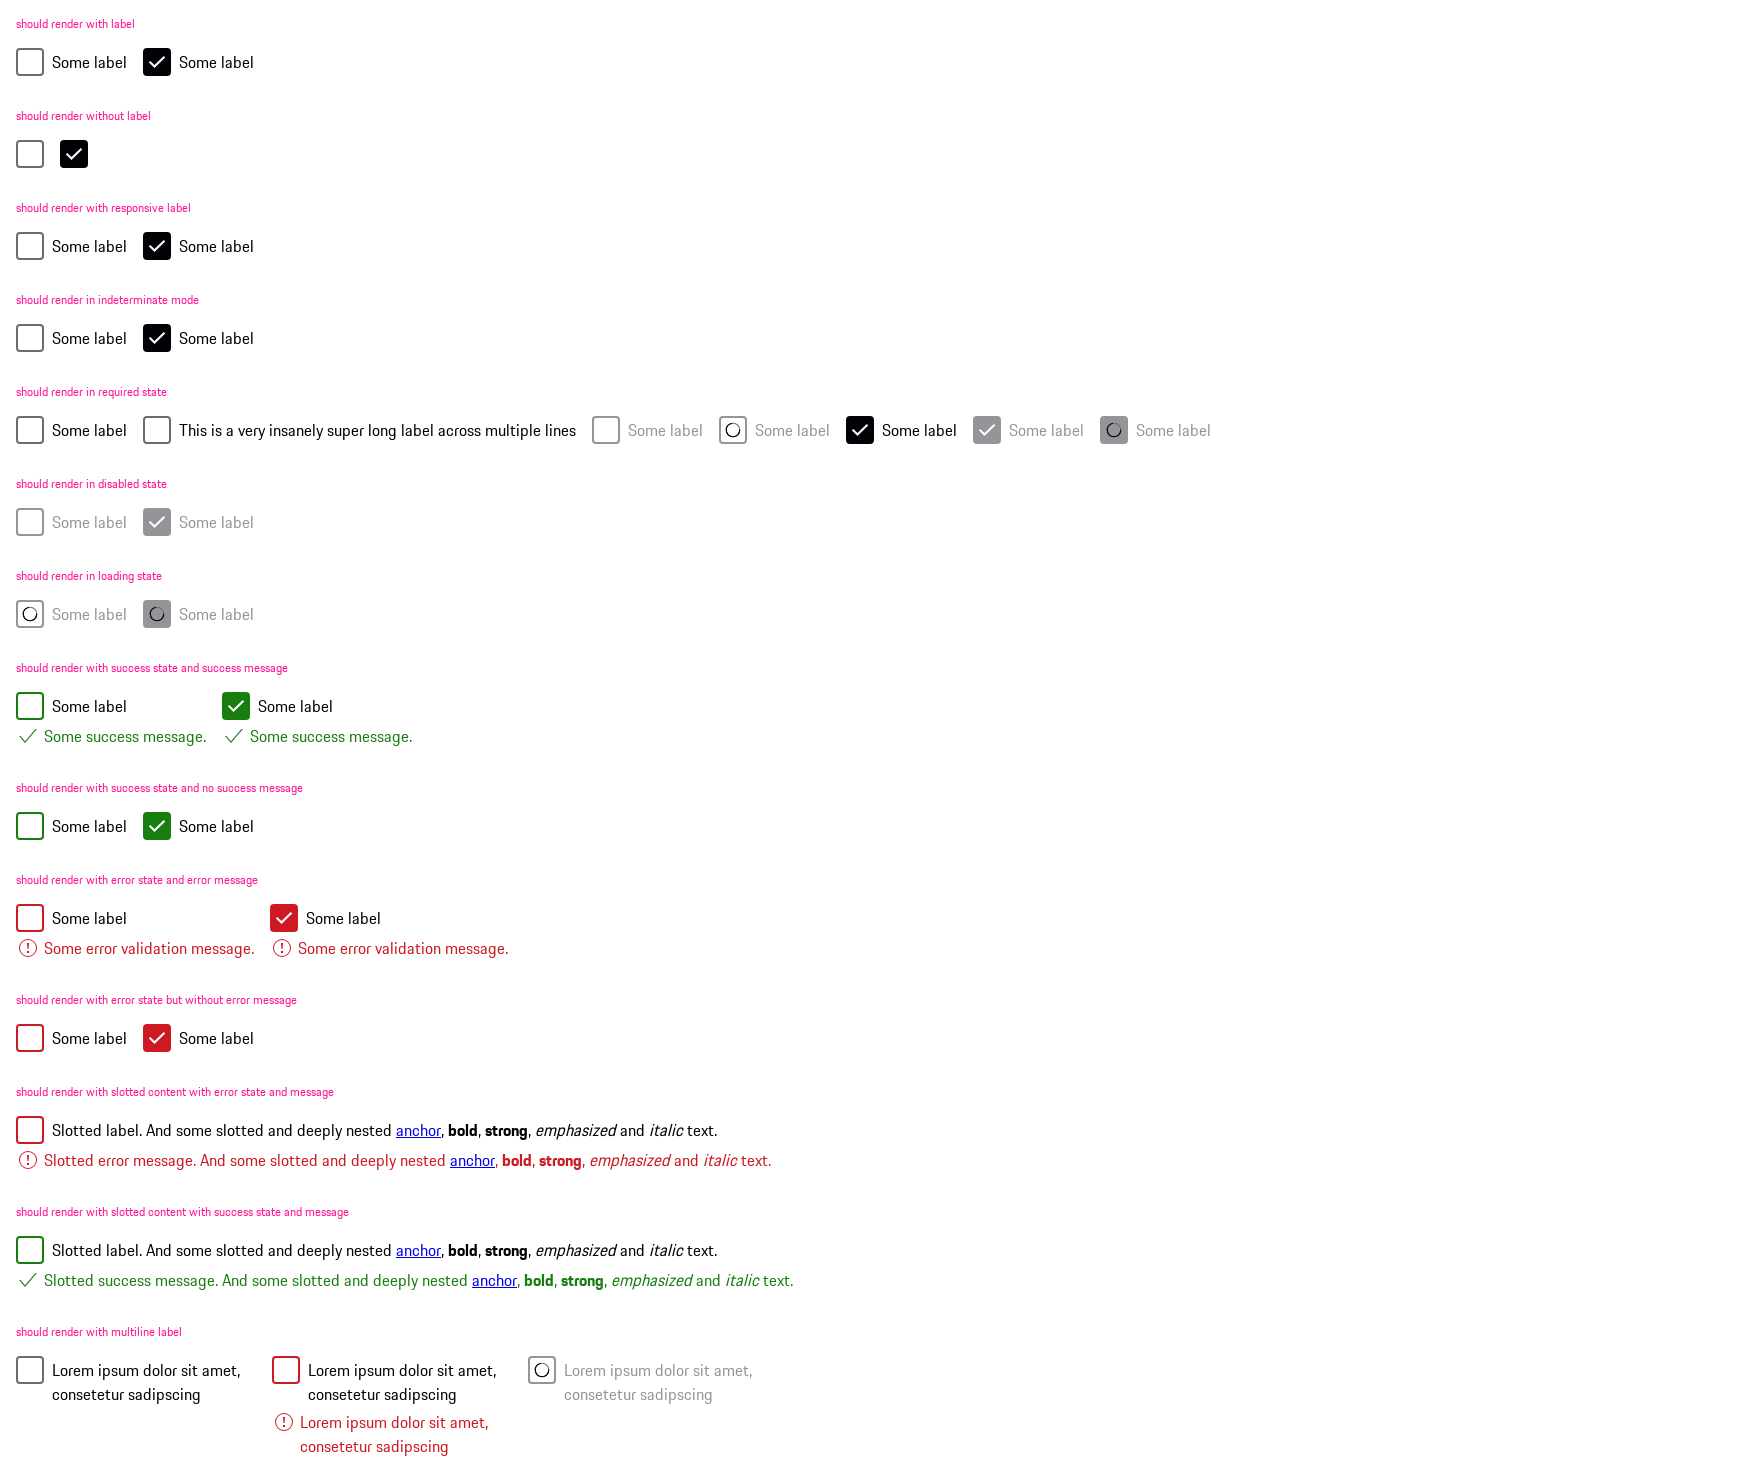 should render with label
Some label Some label
should render without label
should render with responsive label
Some label Some label
should render in indeterminate mode
Some label Some label
should render in required state
Some label This is a very insanely super long label across multiple lines Some label Some label Some label Some label Some label
should render in disabled state
Some label Some label
should render in loading state
Some label Some label
should render with success state and success message
Some label Some label
Some success message. Some success message.
should render with success state and no success message
Some label Some label
should render with error state and error message
Some label Some label
Some error validation message. Some error validation message.
should render with error state but without error message
Some label Some label
should render with slotted content with error state and message
Slotted label. And some slotted and deeply nested anchor, bold, strong, emphasized and italic text.
Slotted error message. And some slotted and deeply nested anchor, bold, strong, emphasized and italic text.
should render with slotted content with success state and message
Slotted label. And some slotted and deeply nested anchor, bold, strong, emphasized and italic text.
Slotted success message. And some slotted and deeply nested anchor, bold, strong, emphasized and italic text.
should render with multiline label
Lorem ipsum dolor sit amet,
consetetur sadipscing
Lorem ipsum dolor sit amet,
consetetur sadipscing
Lorem ipsum dolor sit amet,
consetetur sadipscing
Lorem ipsum dolor sit amet,
consetetur sadipscing